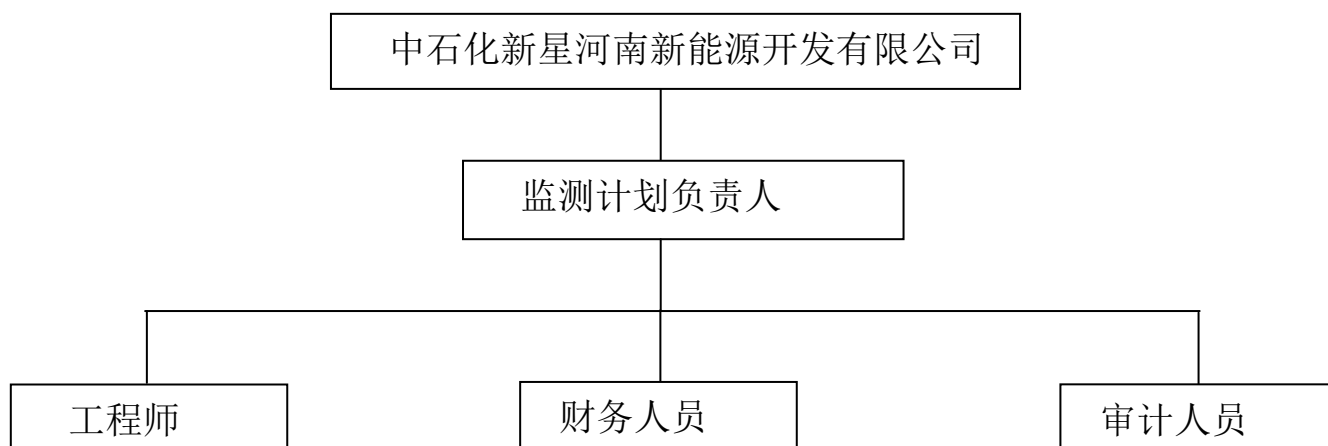 中石化新星河南新能源开发有限公司
监测计划负责人
工程师
财务人员
审计人员